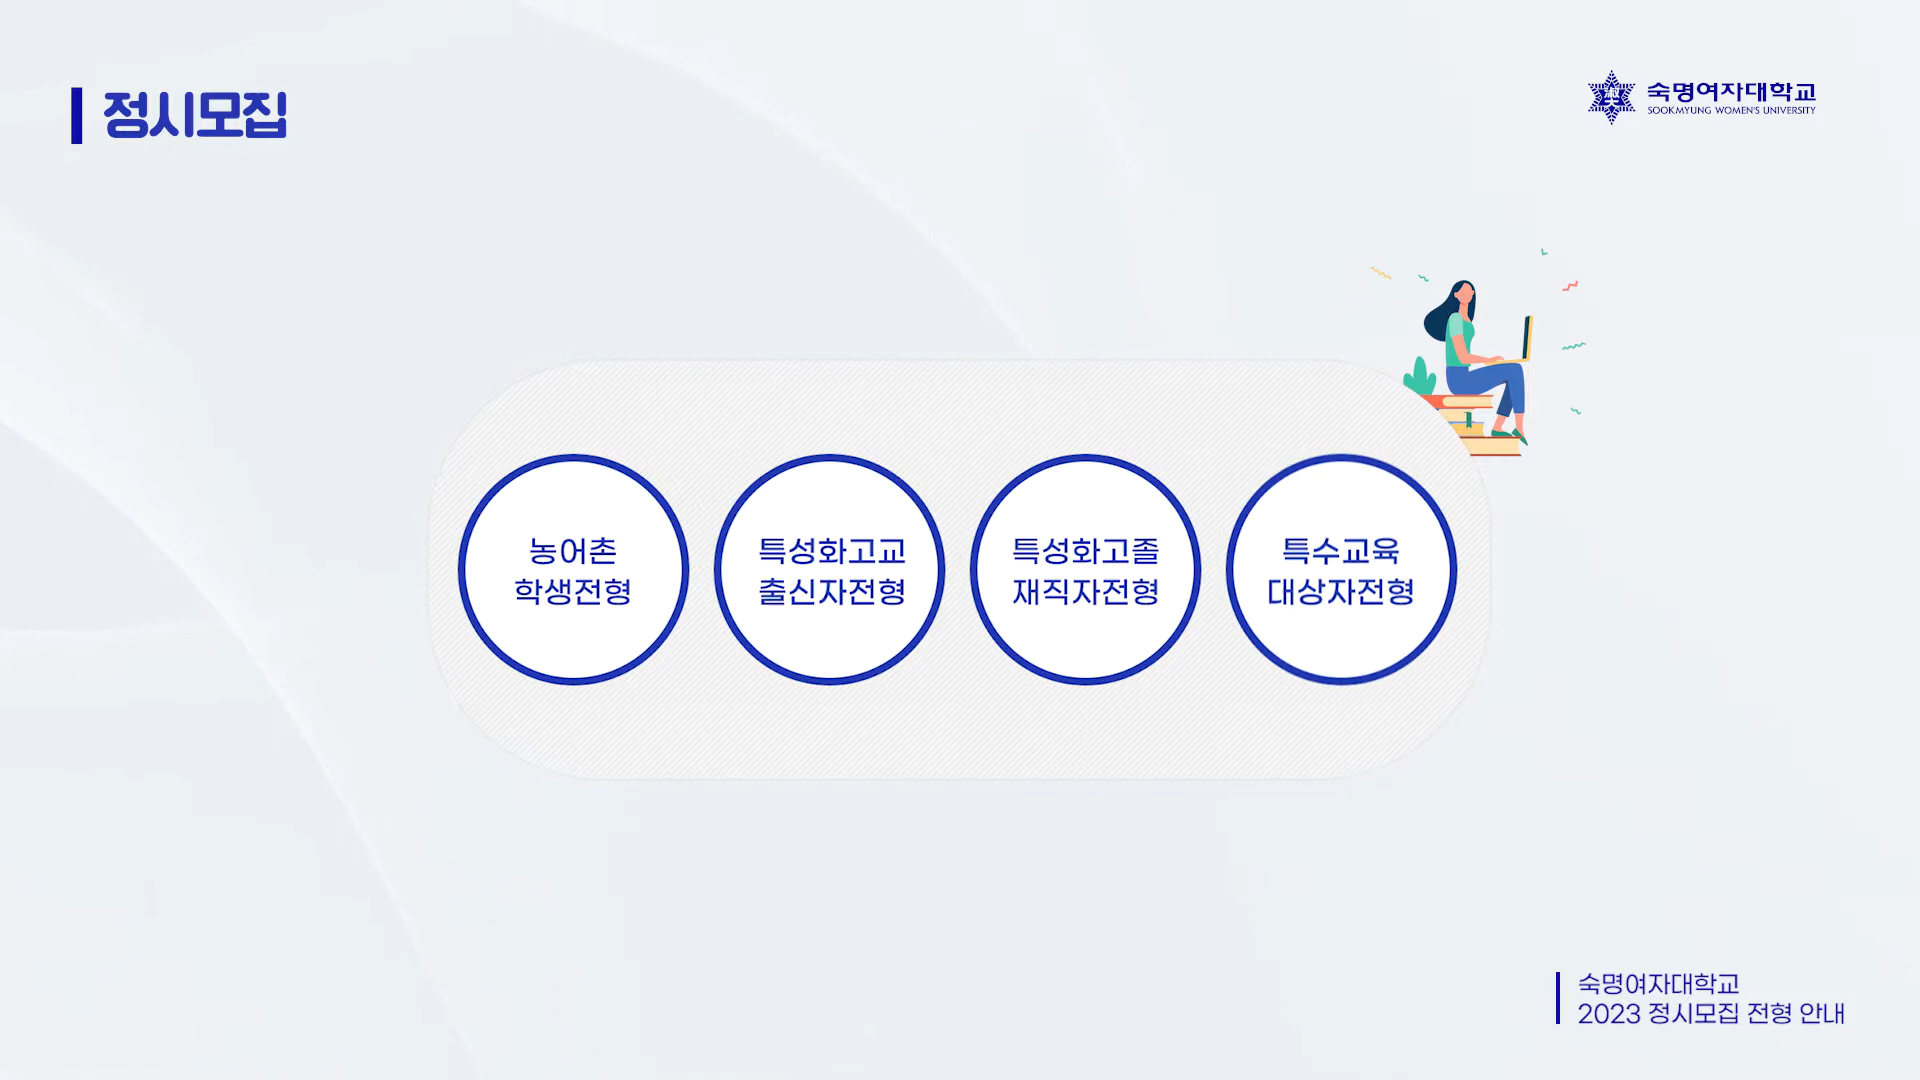 정시모집
숙명여자대학교
SOOKMYUNG WOMEN'S UNIVERSITY
농어촌
학생전형
특성화고교
출신자전형
특성화고졸
재직자전형
특수교육
대상자전형
숙명여자대학교
2023 정시모집 전형 안내